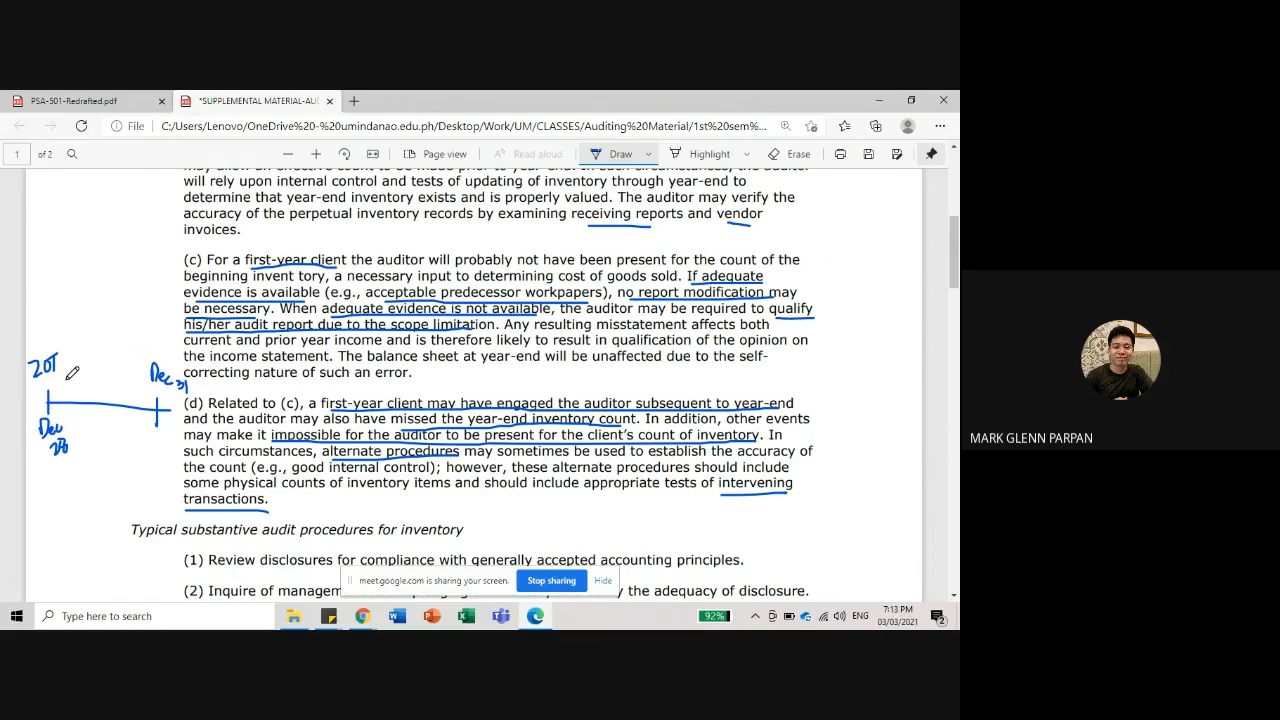 PSA-501-Redrafted.pdf
*SUPPLEMENTAL MATERIAL-AUD
File
C:/Users/Lenovo/OneDrive%20-%20umindanao.edu.ph/Desktop/Work/UM/CLASSES/Auditing%20Material/1st%20sem%...
1 of 2
Page view
Read aloud
Draw
Highlight
Erase
will rely upon internal control and tests of updating of inventory through year-end to
determine that year-end inventory exists and is properly valued. The auditor may verify the
accuracy of the perpetual inventory records by examining receiving reports and vendor
invoices.
(c) For a first-year client the auditor will probably not have been present for the count of the
beginning inven tory, a necessary input to determining cost of goods sold. If adequate
evidence is available (e.g., acceptable predecessor workpapers), no report modification may
be necessary. When adequate evidence is not available, the auditor may be required to qualify
his/her audit report due to the scope limitation. Any resulting misstatement affects both
current and prior year income and is therefore likely to result in qualification of the opinion on
the income statement. The balance sheet at year-end will be unaffected due to the self-
correcting nature of such an error.
Dec 31
Dec 28
(d) Related to (c), a first-year client may have engaged the auditor subsequent to year-end
and the auditor may also have missed the year-end inventory count. In addition, other events
may make it impossible for the auditor to be present for the client's count of inventory. In
such circumstances, alternate procedures may sometimes be used to establish the accuracy of
the count (e.g., good internal control); however, these alternate procedures should include
some physical counts of inventory items and should include appropriate tests of intervening
transactions.
Typical substantive audit procedures for inventory
(1) Review disclosures for compliance with generally accepted accounting principles.
(2) Inquire of managem
y the adequacy of disclosure.
meet.google.com is sharing your screen.
Stop sharing
Hide
Type here to search
92%
ENG
7:13 PM
03/03/2021
2
MARK GLENN PARPAN